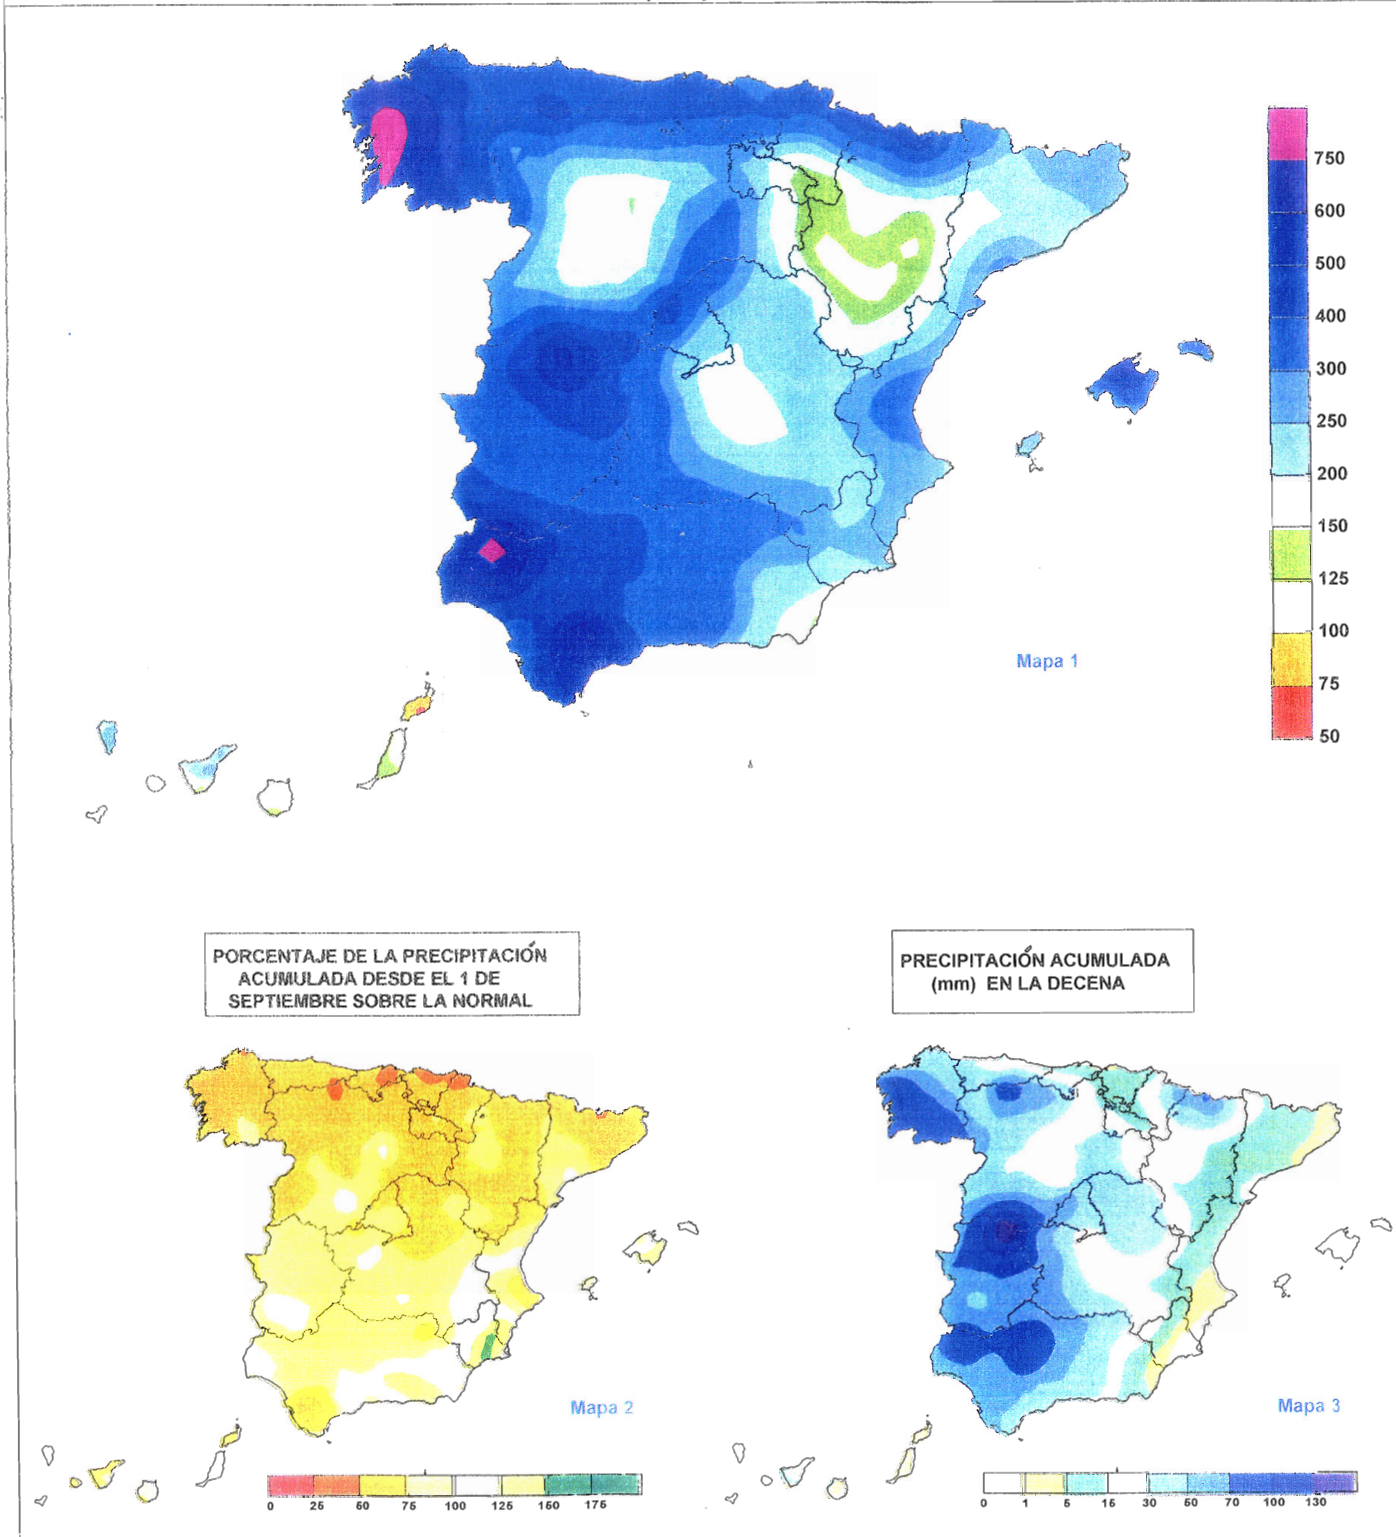 750
600
500
400
300
250
200
150
125
100
75
50
Mapa 1
PORCENTAJE DE LA PRECIPITACIÓN
ACUMULADA DESDE EL 1 DE
SEPTIEMBRE SOBRE LA NORMAL
PRECIPITACIÓN ACUMULADA
(mm) EN LA DECENA
Mapa 2
Mapa 3
0 25 50 75 100 125 150 175
0 1 5 15 30 50 70 100 130